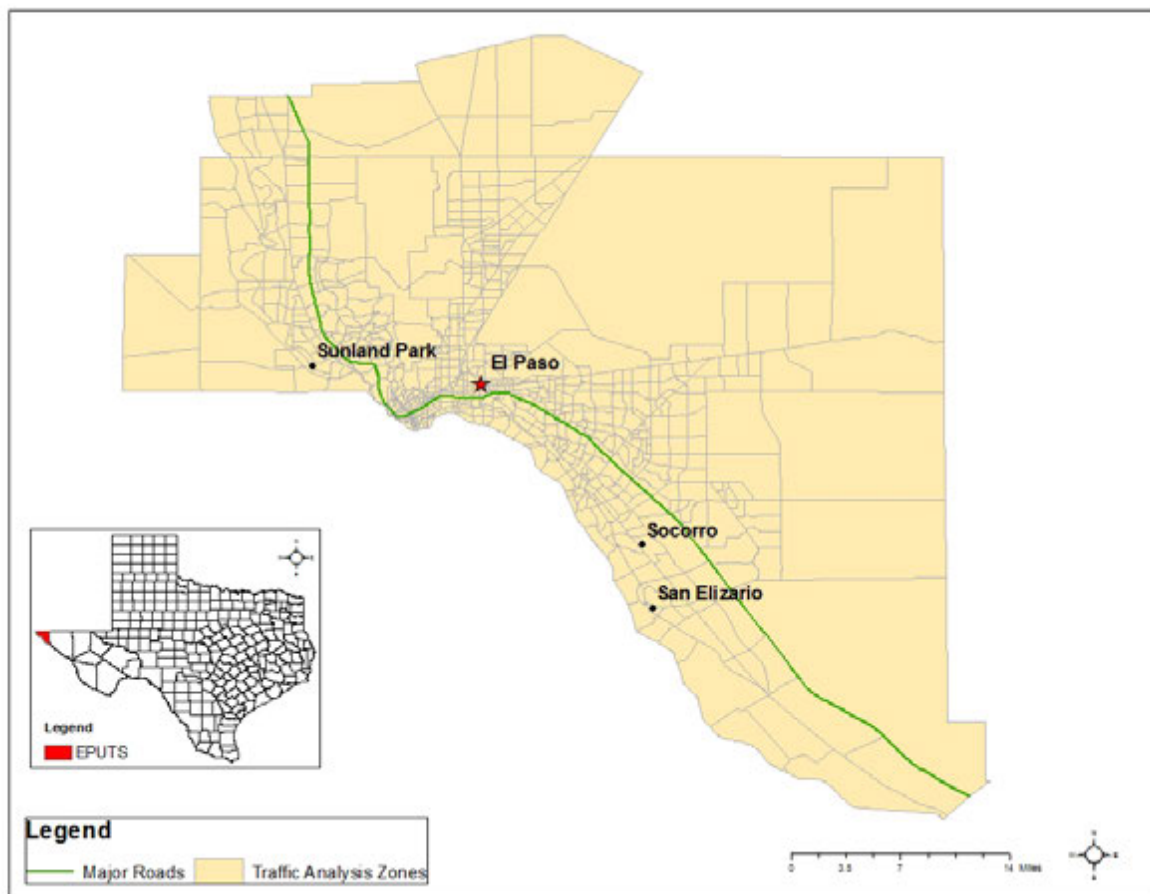 Sunland Park
El Paso
Socorro
San Elizario
Legend
EPUTS
Legend
Major Roads
Traffic Analysis Zones
0 3.5 7 14 Miles